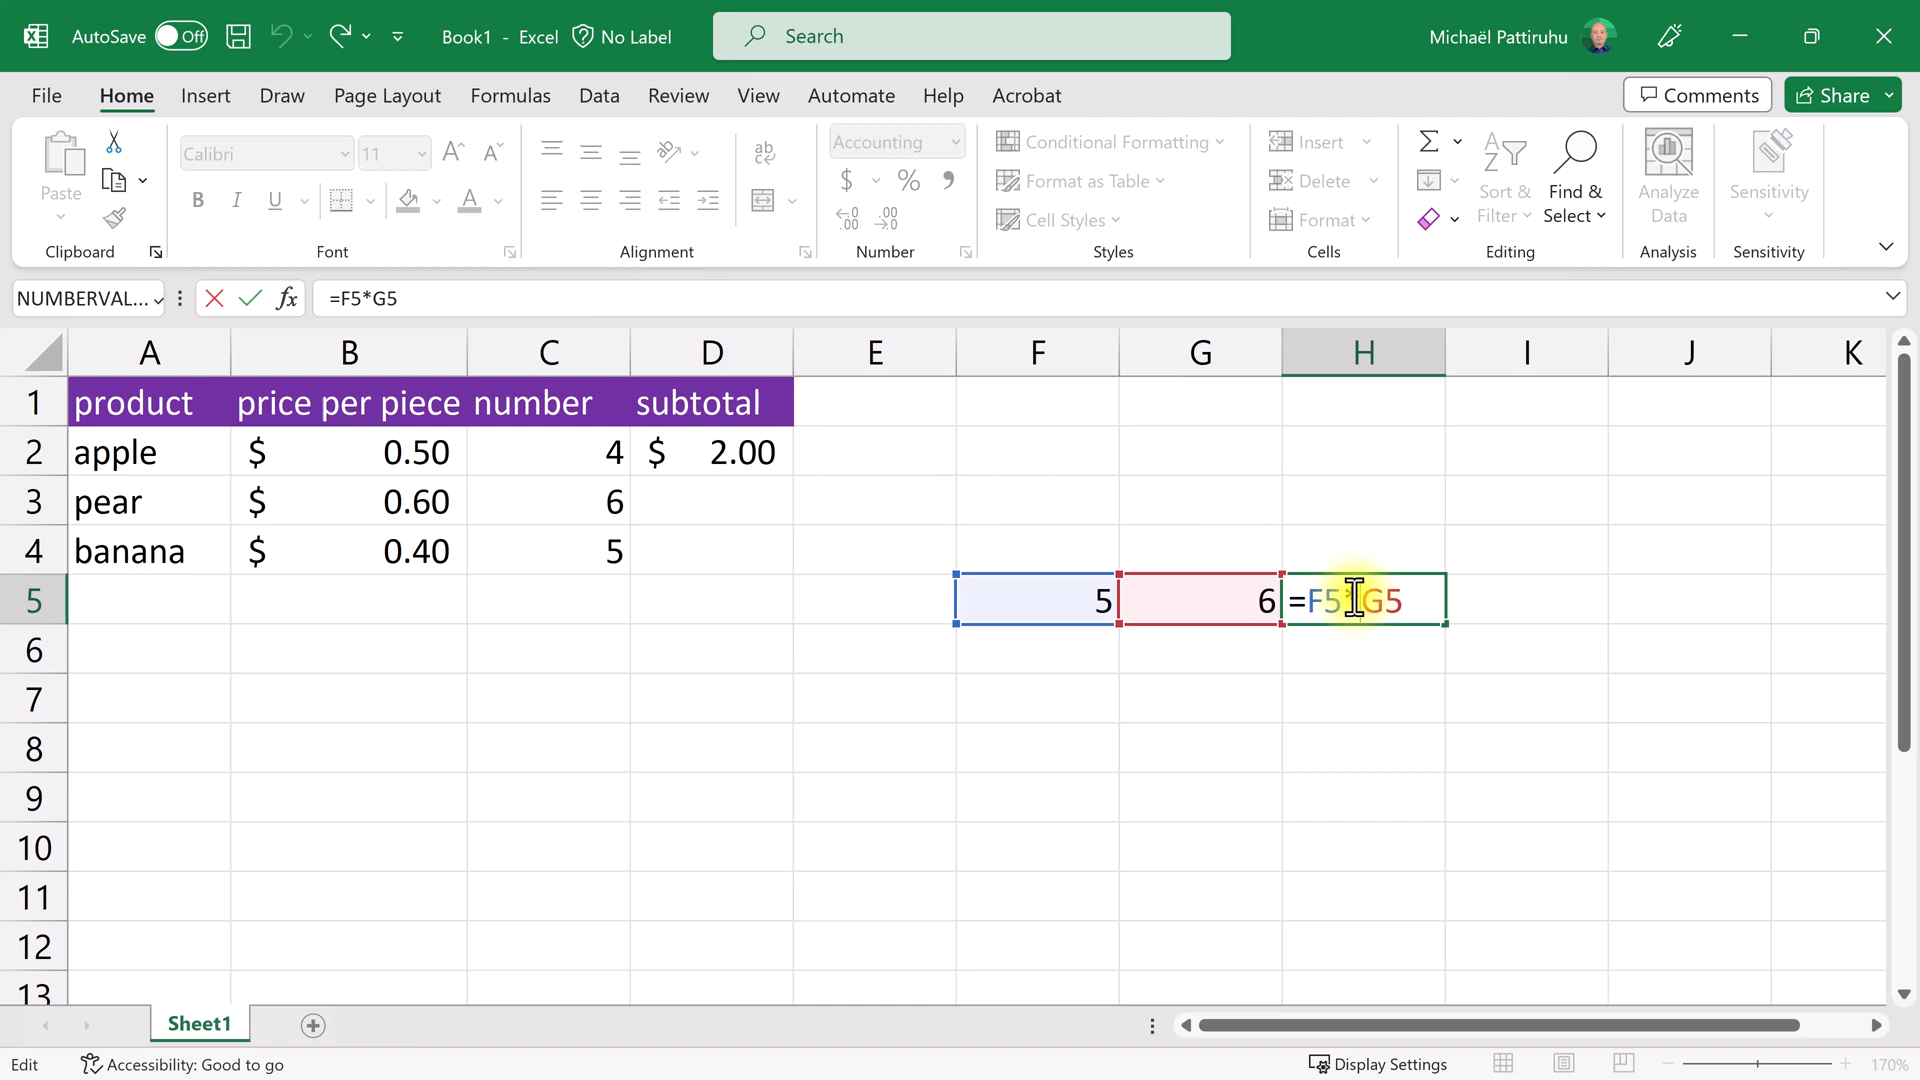 AutoSave Off Book1 - Excel No Label Search Michaël Pattiruhu
File Home Insert Draw Page Layout Formulas Data Review View Automate Help Acrobat Comments Share
Calibri 11 Accounting Conditional Formatting Insert
Paste Format as Table Delete Sort & Filter Find & Select Analyze Data Sensitivity
B I U $ % Cell Styles Format
Clipboard Font Alignment Number Styles Cells Editing Analysis Sensitivity
NUMBERVAL... fx =F5*G5
A B C D E F G H I J K
1 product price per piece number subtotal
2 apple $ 0.50 4 $ 2.00
3 pear $ 0.60 6
4 banana $ 0.40 5
5 5 6 =F5*G5
6
7
8
9
10
11
12
13
Sheet1
Edit Accessibility: Good to go Display Settings 170%